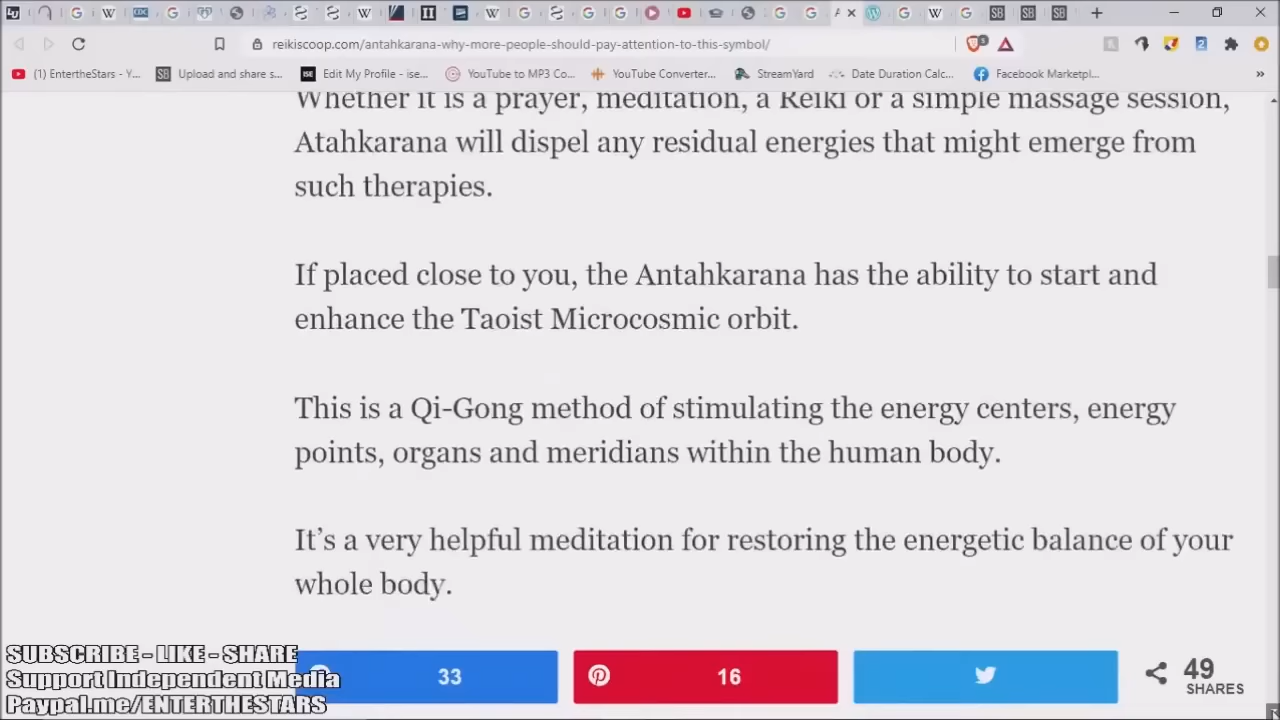 reikiscoop.com/antahkarana-why-more-people-should-pay-attention-to-this-symbol/
(1) EntertheStars - Y...
Upload and share s...
Edit My Profile - ise...
YouTube to MP3 Co...
YouTube Converter...
StreamYard
Date Duration Calc...
Facebook Marketpl...
Whether it is a prayer, meditation, a Reiki or a simple massage session,
Atahkarana will dispel any residual energies that might emerge from
such therapies.
If placed close to you, the Antahkarana has the ability to start and
enhance the Taoist Microcosmic orbit.
This is a Qi-Gong method of stimulating the energy centers, energy
points, organs and meridians within the human body.
It's a very helpful meditation for restoring the energetic balance of your
whole body.
33
16
49
SHARES
SUBSCRIBE - LIKE - SHARE
Support Independent Media
Paypal.me/ENTERTHESTARS